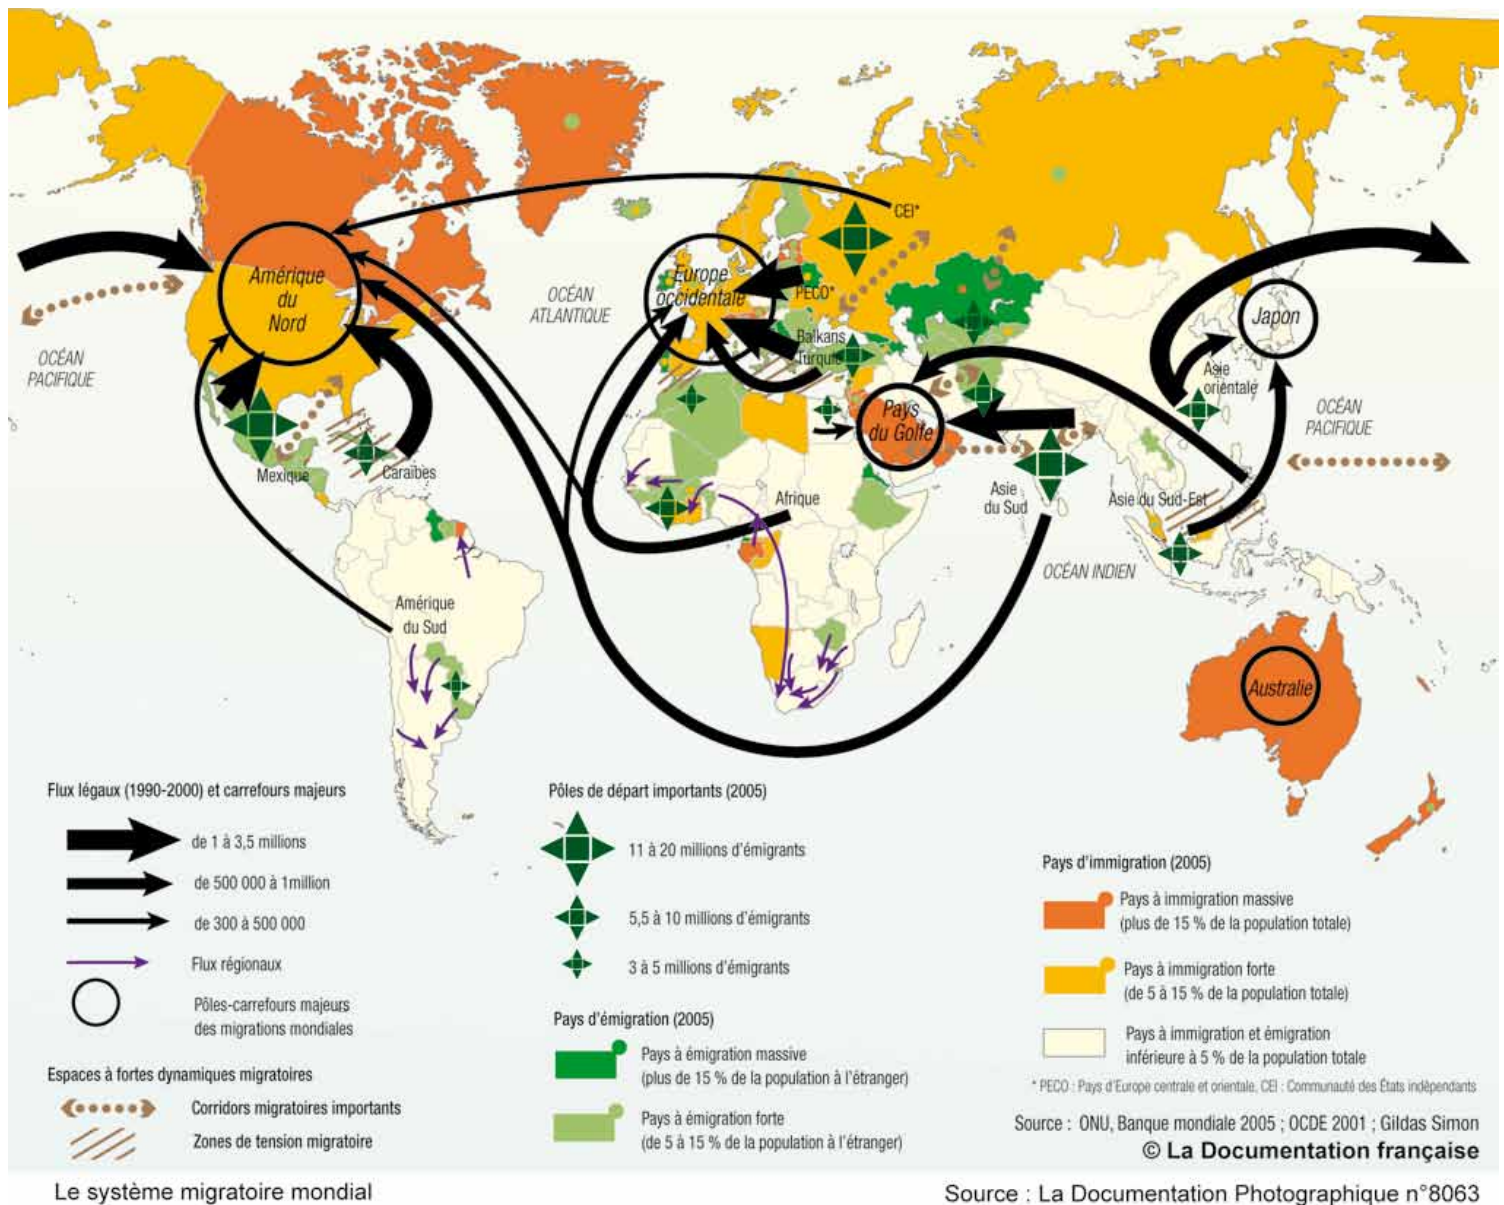 CEI*
Amérique
du
Nord
Europe
occidentale
PECO*
OCÉAN
ATLANTIQUE
Japon
Balkans
Turquie
OCÉAN
PACIFIQUE
Asie
orientale
Pays
du Golfe
OCÉAN
PACIFIQUE
Mexique
Caraïbes
Afrique
Asie
du Sud
Asie du Sud-Est
OCÉAN INDIEN
Amérique
du Sud
Australie
Flux légaux (1990-2000) et carrefours majeurs
de 1 à 3,5 millions
de 500 000 à 1million
de 300 à 500 000
Flux régionaux
Pôles-carrefours majeurs
des migrations mondiales
Espaces à fortes dynamiques migratoires
Corridors migratoires importants
Zones de tension migratoire
Pôles de départ importants (2005)
11 à 20 millions d'émigrants
5,5 à 10 millions d'émigrants
3 à 5 millions d'émigrants
Pays d'émigration (2005)
Pays à émigration massive
(plus de 15 % de la population à l'étranger)
Pays à émigration forte
(de 5 à 15 % de la population à l'étranger)
Pays d'immigration (2005)
Pays à immigration massive
(plus de 15 % de la population totale)
Pays à immigration forte
(de 5 à 15 % de la population totale)
Pays à immigration et émigration
inférieure à 5 % de la population totale
* PECO : Pays d'Europe centrale et orientale, CEI : Communauté des États indépendants
Source : ONU, Banque mondiale 2005 ; OCDE 2001 ; Gildas Simon
© La Documentation française
Le système migratoire mondial
Source : La Documentation Photographique n°8063